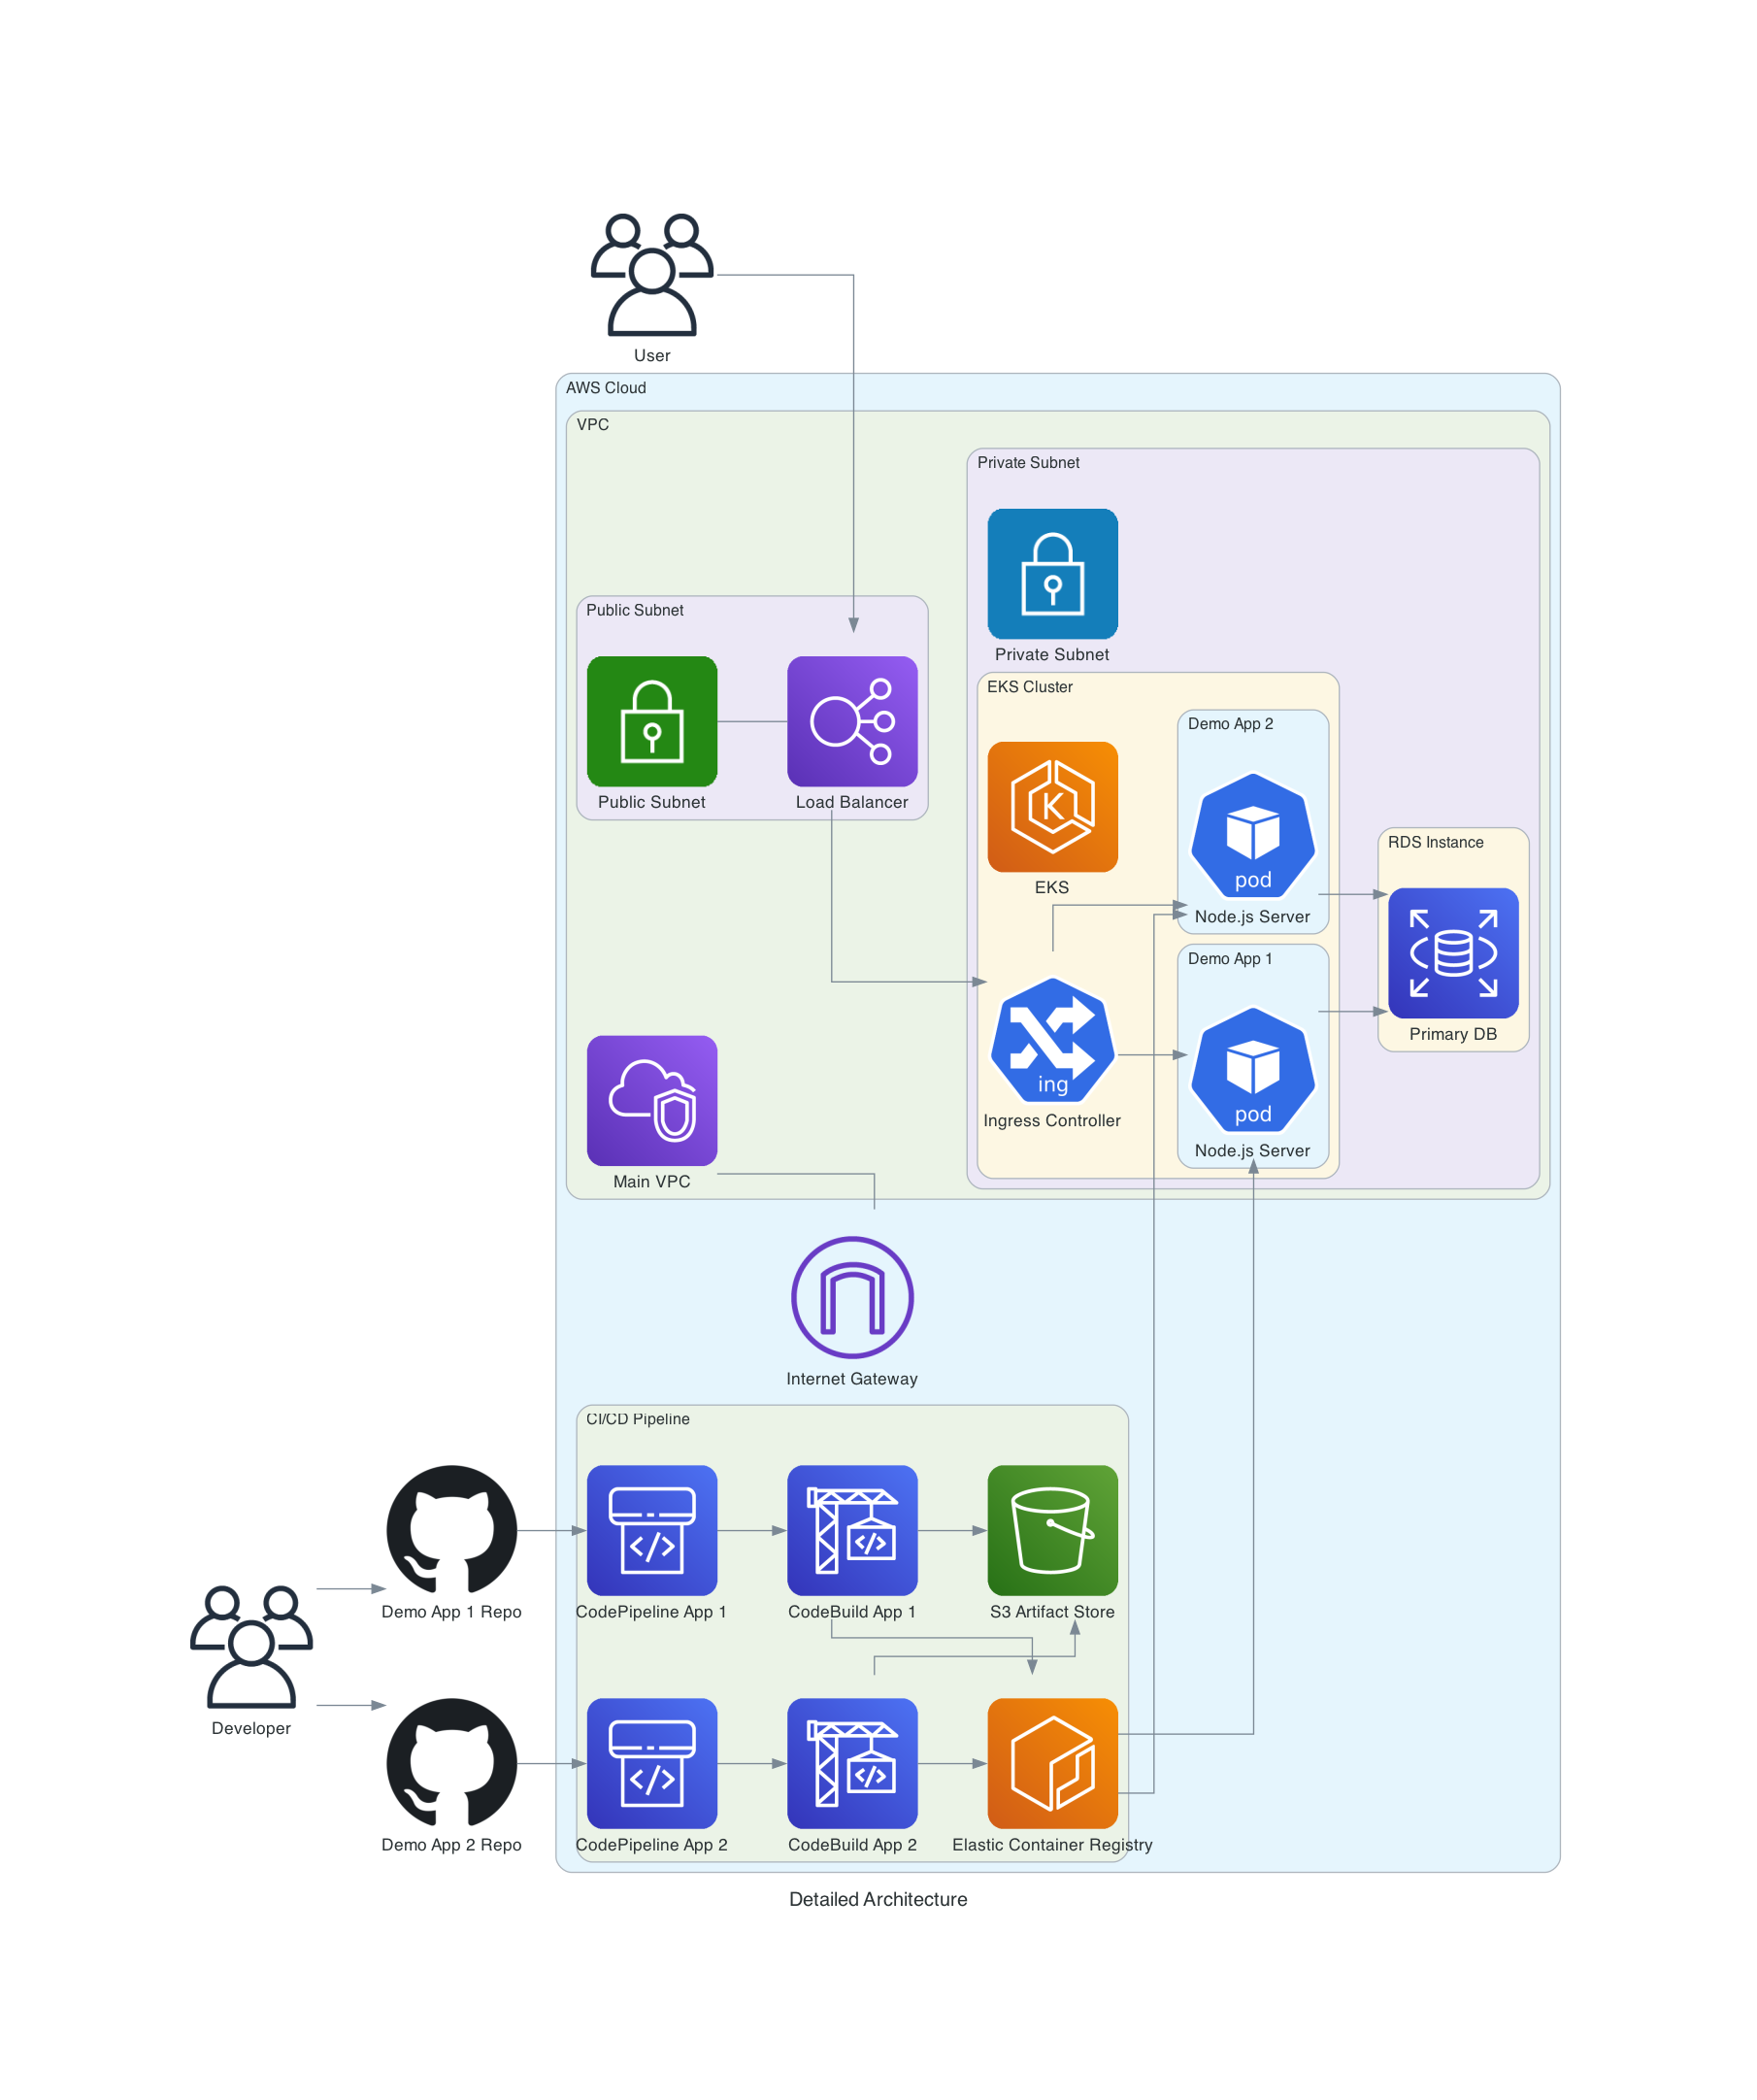 User
AWS Cloud
VPC
Private Subnet
Private Subnet
Public Subnet
Public Subnet
Load Balancer
EKS Cluster
EKS
Demo App 2
pod
Node.js Server
RDS Instance
Primary DB
Demo App 1
pod
Node.js Server
ing
Ingress Controller
Main VPC
Internet Gateway
CI/CD Pipeline
Demo App 1 Repo
CodePipeline App 1
CodeBuild App 1
S3 Artifact Store
Developer
Demo App 2 Repo
CodePipeline App 2
CodeBuild App 2
Elastic Container Registry
Detailed Architecture